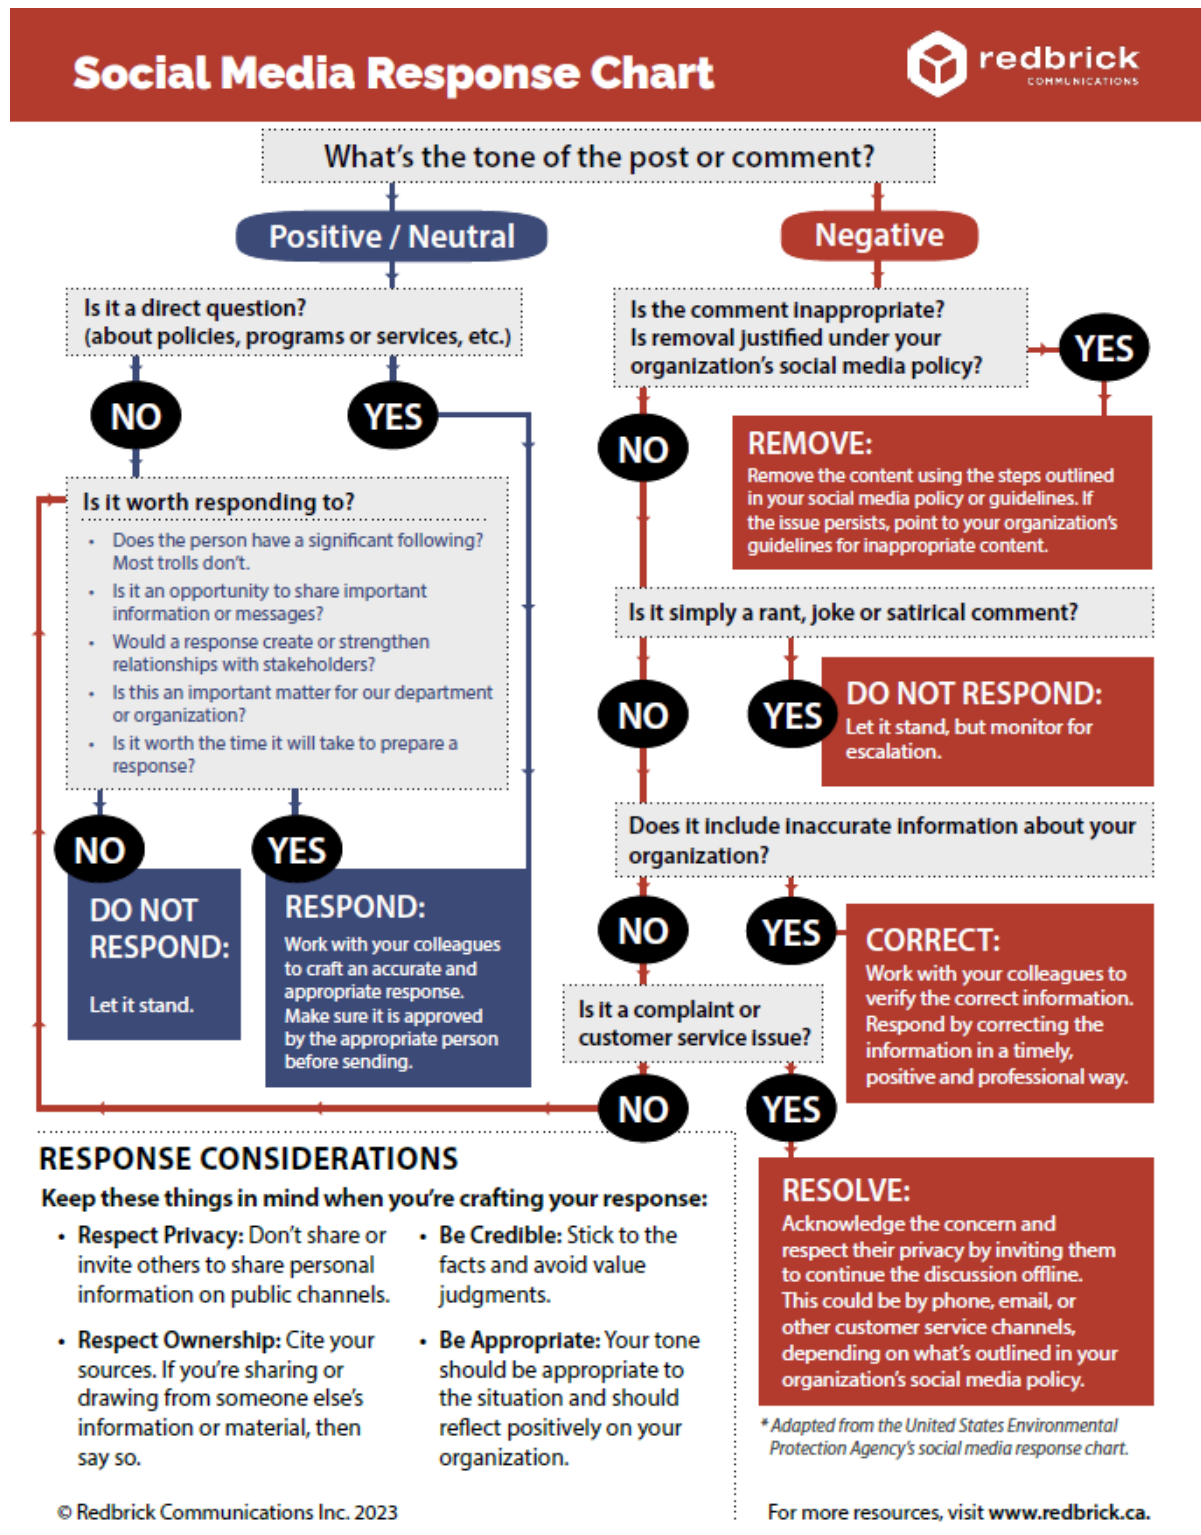 Social Media Response Chart
redbrick
COMMUNICATIONS
What's the tone of the post or comment?
Positive / Neutral
Is it a direct question?
(about policies, programs or services, etc.)
NO
YES
Is it worth responding to?
• Does the person have a significant following?
Most trolls don't.
• Is it an opportunity to share important
information or messages?
• Would a response create or strengthen
relationships with stakeholders?
• Is this an important matter for our department
or organization?
• Is it worth the time it will take to prepare a
response?
NO
YES
DO NOT
RESPOND:
Let it stand.
RESPOND:
Work with your colleagues
to craft an accurate and
appropriate response.
Make sure it is approved
by the appropriate person
before sending.
Negative
Is the comment inappropriate?
Is removal justified under your
organization's social media policy?
YES
NO
REMOVE:
Remove the content using the steps outlined
in your social media policy or guidelines. If
the issue persists, point to your organization's
guidelines for inappropriate content.
Is it simply a rant, joke or satirical comment?
NO
YES
DO NOT RESPOND:
Let it stand, but monitor for
escalation.
Does it include inaccurate information about your
organization?
NO
YES
CORRECT:
Work with your colleagues to
verify the correct information.
Respond by correcting the
information in a timely,
positive and professional way.
Is it a complaint or
customer service issue?
NO
YES
RESOLVE:
Acknowledge the concern and
respect their privacy by inviting them
to continue the discussion offline.
This could be by phone, email, or
other customer service channels,
depending on what's outlined in your
organization's social media policy.
RESPONSE CONSIDERATIONS
Keep these things in mind when you're crafting your response:
• Respect Privacy: Don't share or
invite others to share personal
information on public channels.
• Respect Ownership: Cite your
sources. If you're sharing or
drawing from someone else's
information or material, then
say so.
• Be Credible: Stick to the
facts and avoid value
judgments.
• Be Appropriate: Your tone
should be appropriate to
the situation and should
reflect positively on your
organization.
* Adapted from the United States Environmental
Protection Agency's social media response chart.
© Redbrick Communications Inc. 2023
For more resources, visit www.redbrick.ca.